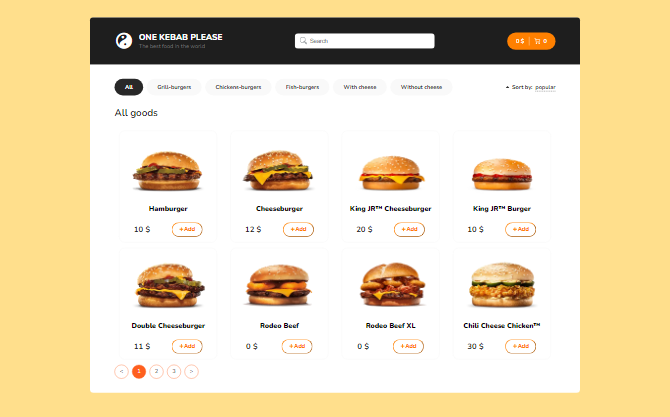 ONE KEBAB PLEASE
The best food in the world
Search
0 $ | 0
All Grill-burgers Chickens-burgers Fish-burgers With cheese Without cheese
Sort by: popular
All goods
Hamburger Cheeseburger King JR™ Cheeseburger King JR™ Burger
10 $ + Add 12 $ + Add 20 $ + Add 10 $ + Add
Double Cheeseburger Rodeo Beef Rodeo Beef XL Chili Cheese Chicken™
11 $ + Add 0 $ + Add 0 $ + Add 30 $ + Add
< 1 2 3 >